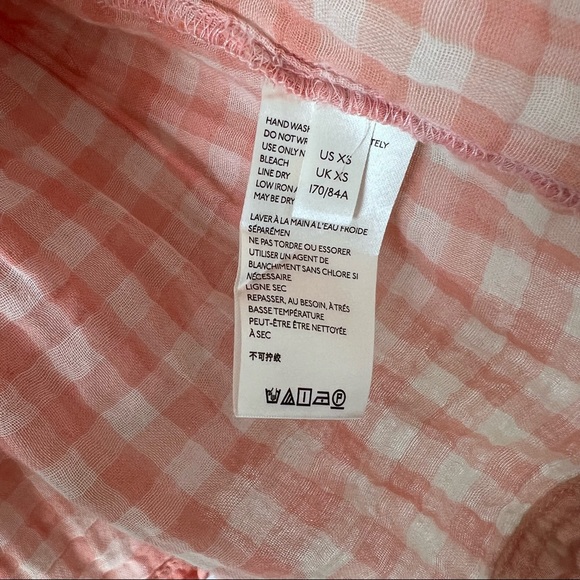 HAND WASH
TELY
DO NOT WR
USE ONLY N
BLEACH
LINE DRY
LOW IRON
MAY BE DRY
US XS
UK XS
170/84A
LAVER À LA MAIN À L'EAU FROIDE
SÉPARÉMEN
NE PAS TORDRE OU ESSORER
UTILISER UN AGENT DE
BLANCHIMENT SANS CHLORE SI
NÉCESSAIRE
LIGNE SEC
REPASSER, AU BESOIN, À TRÉS
BASSE TEMPÉRATURE
PEUT-ÊTRE ÊTRE NETTOYÉE
À SEC
不可拧绞
P